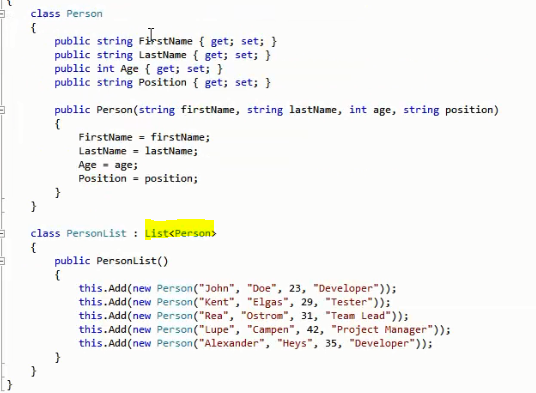 {
class Person
{
public string FirstName { get; set; }
public string LastName { get; set; }
public int Age { get; set; }
public string Position { get; set; }
public Person(string firstName, string lastName, int age, string position)
{
FirstName = firstName;
LastName = lastName;
Age = age;
Position = position;
}
}
class PersonList : List<Person>
{
public PersonList()
{
this.Add(new Person("John", "Doe", 23, "Developer"));
this.Add(new Person("Kent", "Elgas", 29, "Tester"));
this.Add(new Person("Rea", "Ostrom", 31, "Team Lead"));
this.Add(new Person("Lupe", "Campen", 42, "Project Manager"));
this.Add(new Person("Alexander", "Heys", 35, "Developer"));
}
}
}